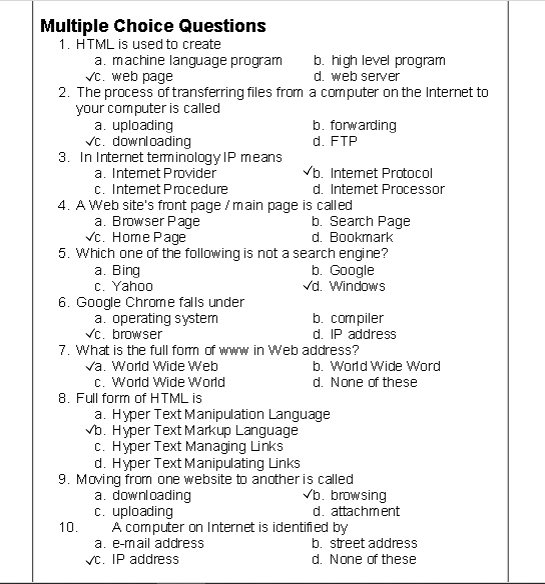 Multiple Choice Questions
1. HTML is used to create
a. machine language program b. high level program
✓c. web page d. web server
2. The process of transferring files from a computer on the Internet to
your computer is called
a. uploading b. forwarding
✓c. downloading d. FTP
3. In Internet terminology IP means
a. Internet Provider ✓b. Internet Protocol
c. Internet Procedure d. Internet Processor
4. A Web site's front page / main page is called
a. Browser Page b. Search Page
✓c. Home Page d. Bookmark
5. Which one of the following is not a search engine?
a. Bing b. Google
c. Yahoo ✓d. Windows
6. Google Chrome falls under
a. operating system b. compiler
✓c. browser d. IP address
7. What is the full form of www in Web address?
✓a. World Wide Web b. World Wide Word
c. World Wide World d. None of these
8. Full form of HTML is
a. Hyper Text Manipulation Language
✓b. Hyper Text Markup Language
c. Hyper Text Managing Links
d. Hyper Text Manipulating Links
9. Moving from one website to another is called
a. downloading ✓b. browsing
c. uploading d. attachment
10. A computer on Internet is identified by
a. e-mail address b. street address
✓c. IP address d. None of these